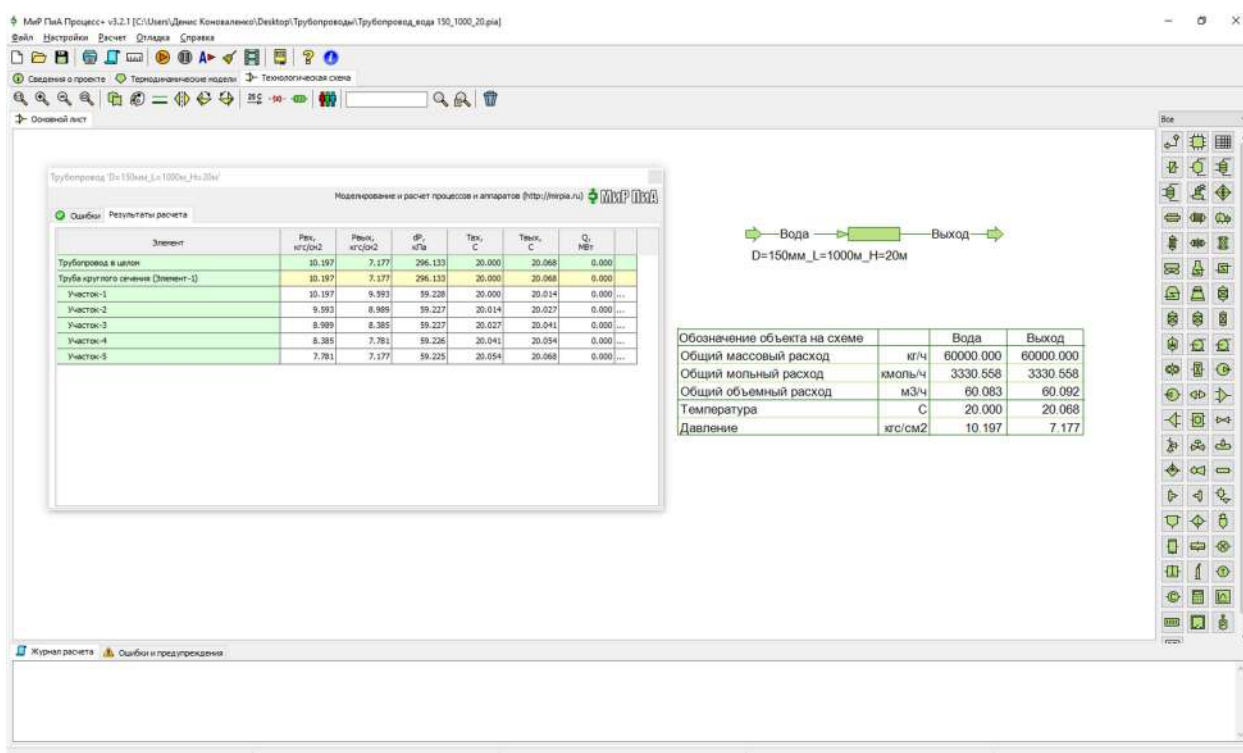 МиР ПиА Процесс+ v3.2.1 [C:\Users\Денис Коноваленко\Desktop\Трубопроводы\Трубопровод_вода 150_1000_20.pia]
Файл Настройки Расчет Отладка Справка
Сведения о проекте Термодинамические модели Технологическая схема
Основной лист
Все
Трубопровод 'D=150мм_L=1000м_H=20м'
Моделирование и расчет процессов и аппаратов (http://mirpia.ru) МиР ПиА
Ошибки Результаты расчета
Элемент Pвх, кгс/см2 Pвых, кгс/см2 dP, кПа Tвх, C Tвых, C Q, МВт
Трубопровод в целом 10.197 7.177 296.133 20.000 20.068 0.000
Труба круглого сечения (Элемент-1) 10.197 7.177 296.133 20.000 20.068 0.000
Участок-1 10.197 9.593 59.228 20.000 20.014 0.000 ...
Участок-2 9.593 8.989 59.227 20.014 20.027 0.000 ...
Участок-3 8.989 8.385 59.227 20.027 20.041 0.000 ...
Участок-4 8.385 7.781 59.226 20.041 20.054 0.000 ...
Участок-5 7.781 7.177 59.225 20.054 20.068 0.000 ...
Вода Выход
D=150мм_L=1000м_H=20м
Обозначение объекта на схеме Вода Выход
Общий массовый расход кг/ч 60000.000 60000.000
Общий мольный расход кмоль/ч 3330.558 3330.558
Общий объемный расход м3/ч 60.083 60.092
Температура C 20.000 20.068
Давление кгс/см2 10.197 7.177
Журнал расчета Ошибки и предупреждения